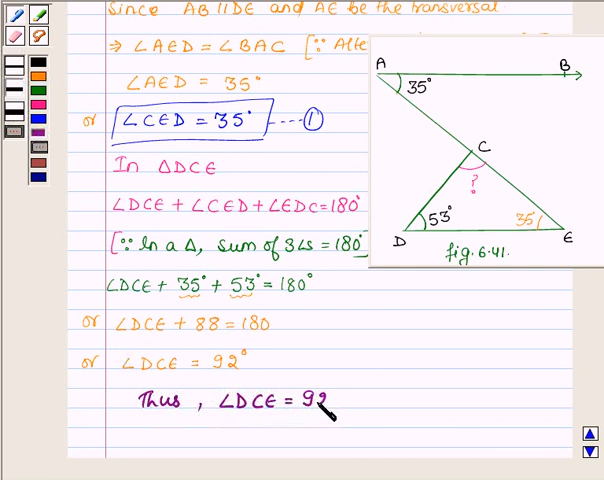 Since AB || DE and AE be the transversal
⇒ ∠AED = ∠BAC [∵ Alte
∠AED = 35°
or ∠CED = 35° ----①
In ΔDCE
∠DCE + ∠CED + ∠EDC = 180°
[∵ In a Δ, sum of 3∠s = 180°]
∠DCE + 35° + 53° = 180°
or ∠DCE + 88 = 180
or ∠DCE = 92°
Thus, ∠DCE = 92
A
B
35°
C
?
53°
35
D
E
fig. 6.41.